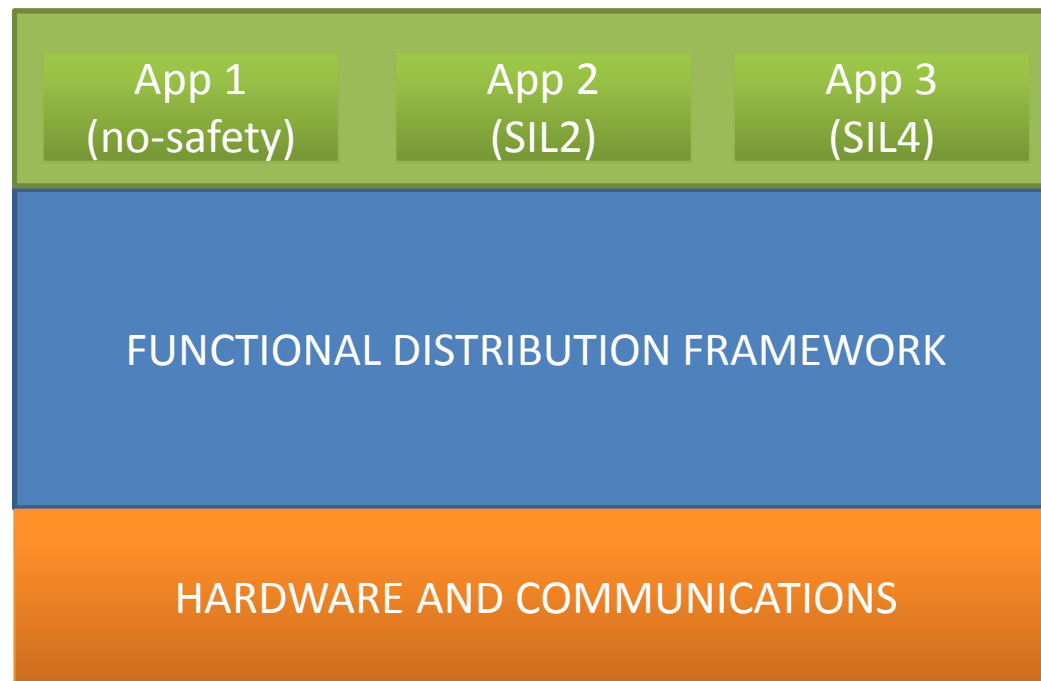 App 1
(no-safety)
App 2
(SIL2)
App 3
(SIL4)
FUNCTIONAL DISTRIBUTION FRAMEWORK
HARDWARE AND COMMUNICATIONS